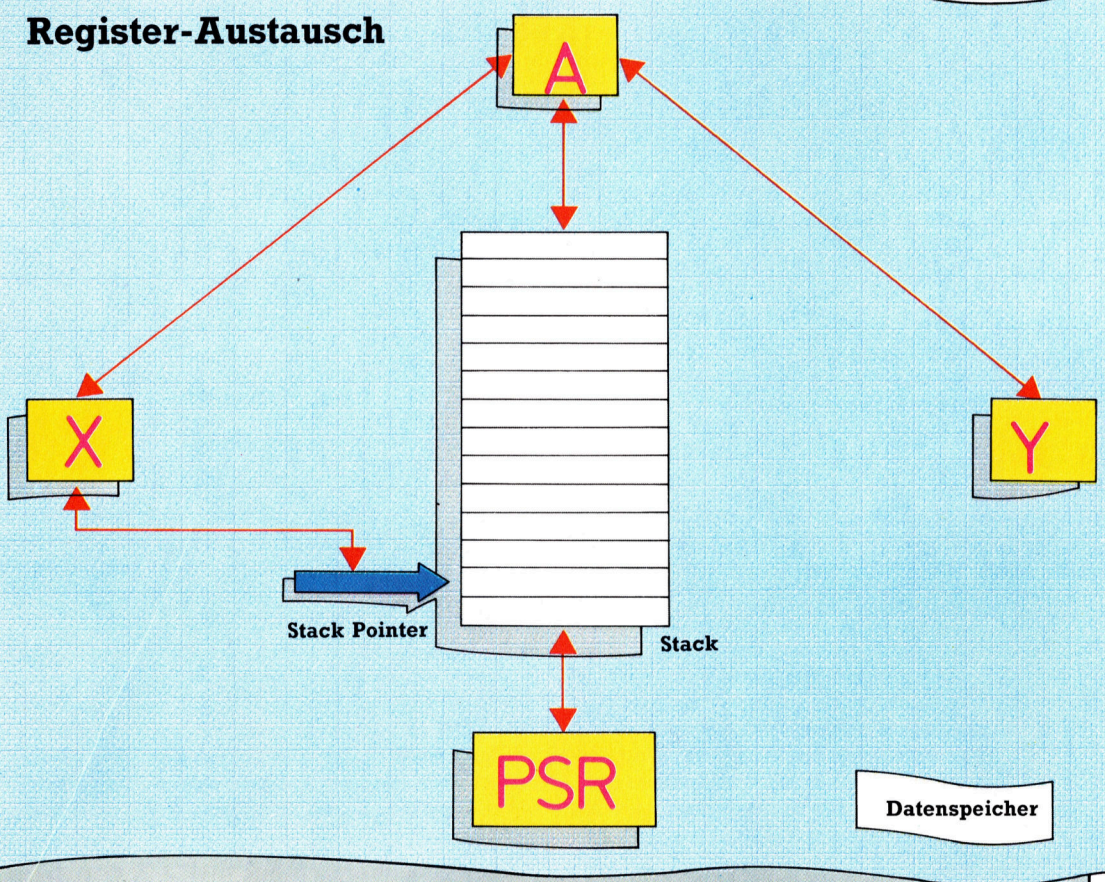 Register-Austausch
A
X
Y
Stack Pointer
Stack
PSR
Datenspeicher